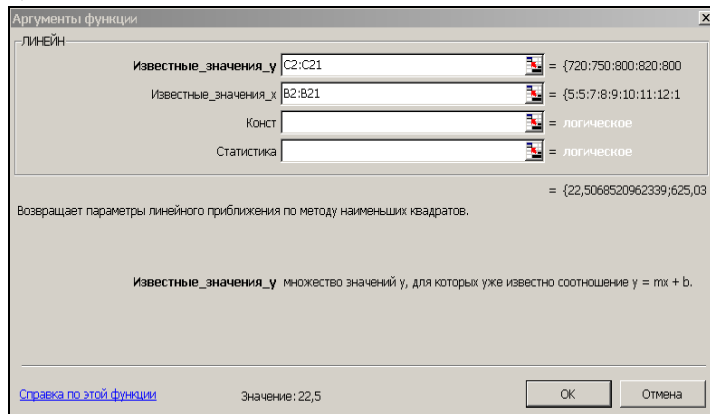 Аргументы функции
ЛИНЕЙН
Известные_значения_y C2:C21 = {720:750:800:820:800
Известные_значения_x B2:B21 = {5:5:7:8:9:10:11:12:1
Конст = логическое
Статистика = логическое
= {22,5068520962339;625,03
Возвращает параметры линейного приближения по методу наименьших квадратов.
Известные_значения_y множество значений y, для которых уже известно соотношение y = mx + b.
Справка по этой функции Значение: 22,5 ОК Отмена